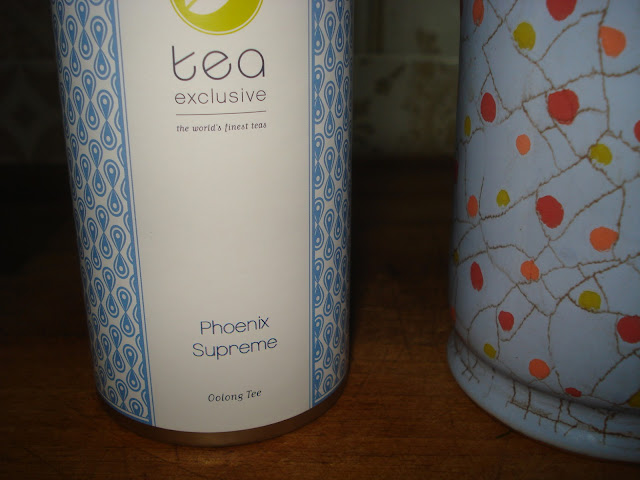 tea
exclusive
the world's finest teas
Phoenix
Supreme
Oolong Tee